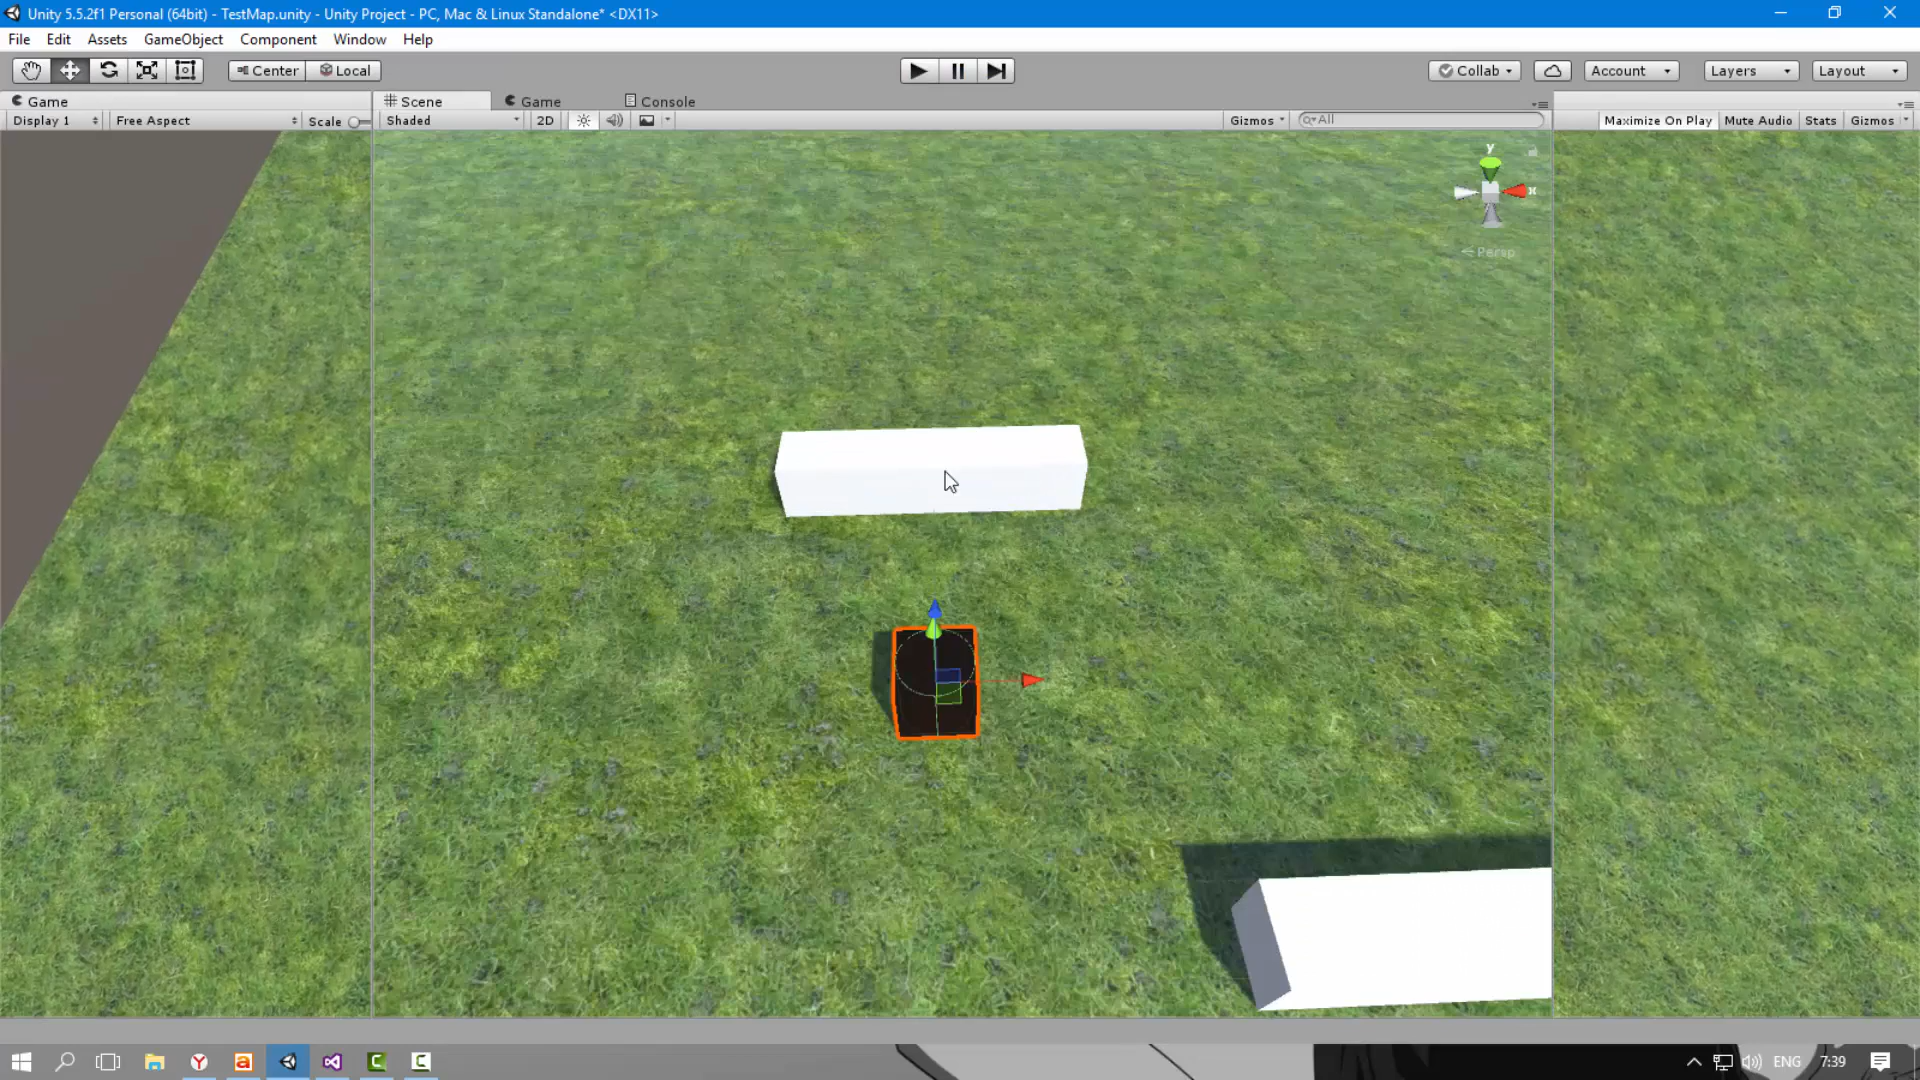 Unity 5.5.2f1 Personal (64bit) - TestMap.unity - Unity Project - PC, Mac & Linux Standalone* <DX11>
File Edit Assets GameObject Component Window Help
Center Local Collab Account Layers Layout
Game Scene Game Console
Display 1 Free Aspect Scale Shaded 2D Gizmos All Maximize On Play Mute Audio Stats Gizmos
y
x
Persp
ENG 7:39